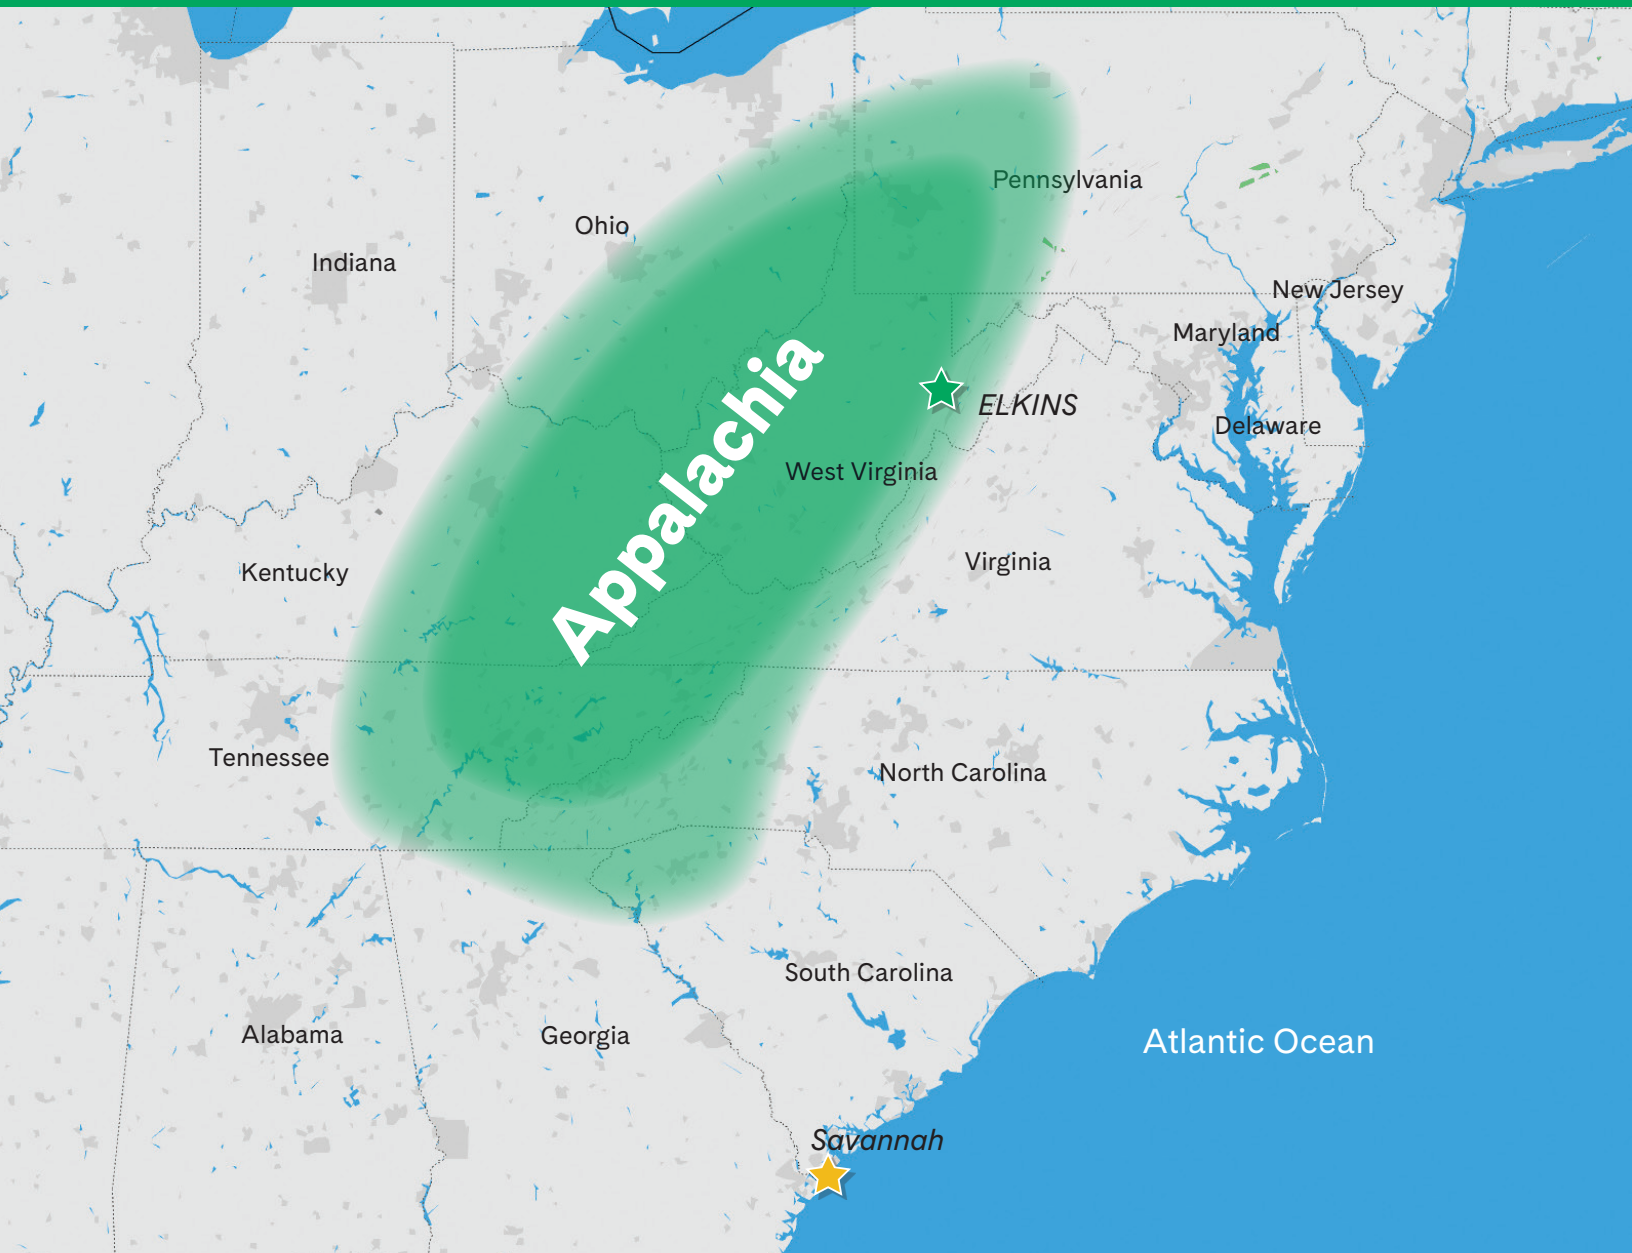 Pennsylvania
Ohio
Indiana
New Jersey
Maryland
Appalachia
ELKINS
Delaware
West Virginia
Virginia
Kentucky
Tennessee
North Carolina
South Carolina
Alabama
Georgia
Atlantic Ocean
Savannah